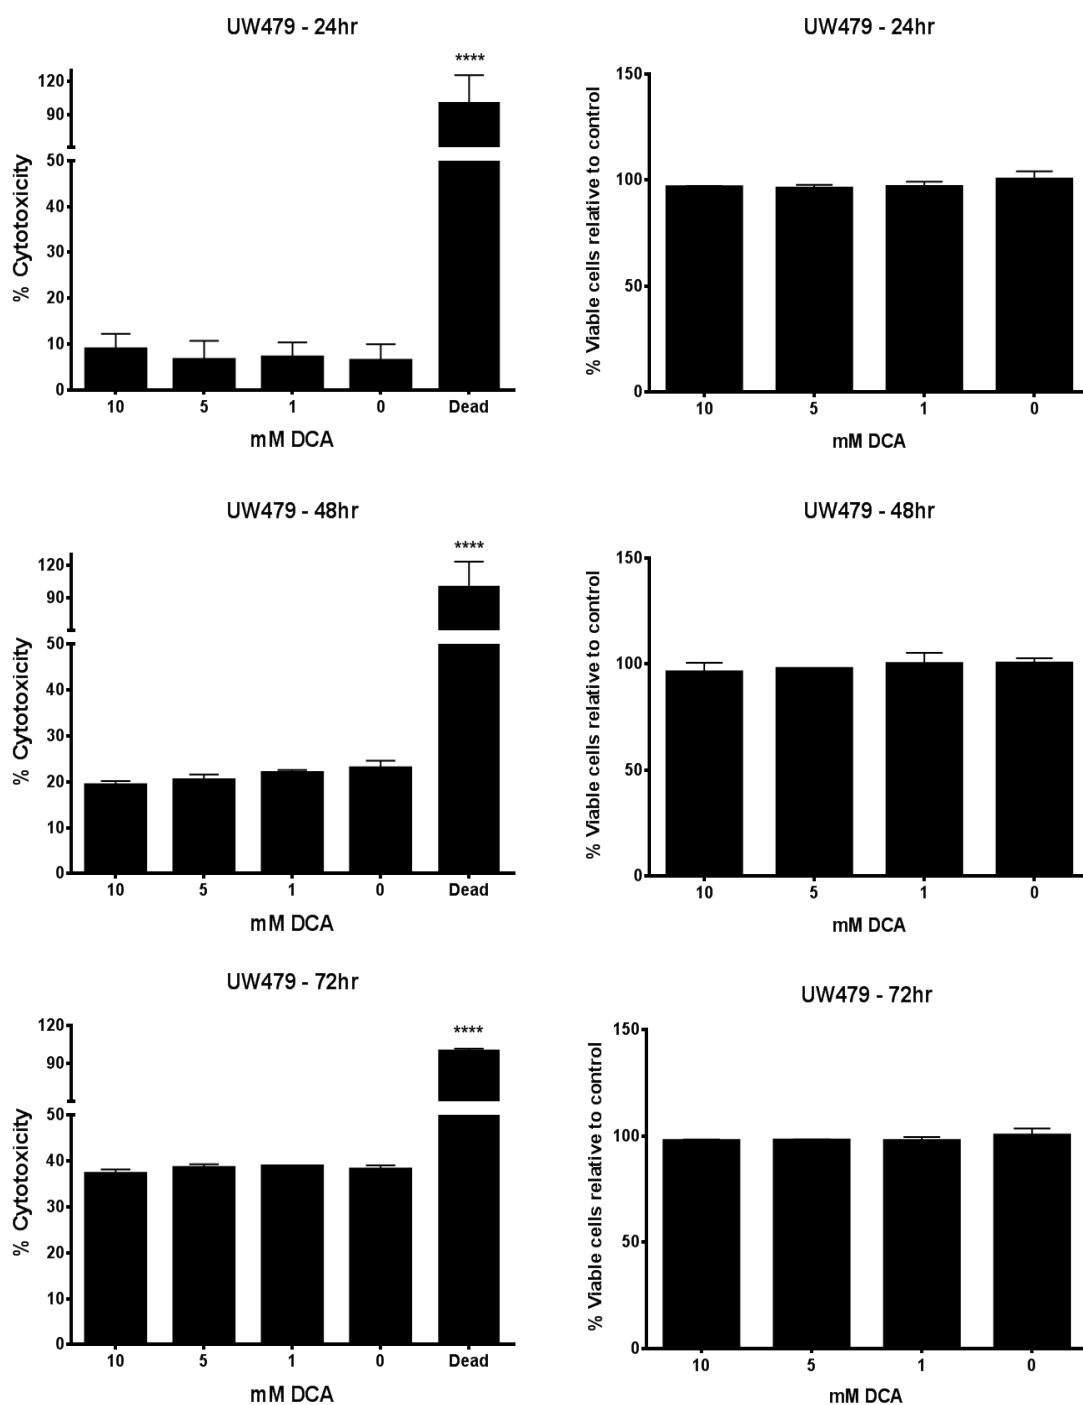 UW479 - 24hr
****
120
90
50
40
30
20
10
0
% Cytotoxicity
10 5 1 0 Dead
mM DCA
UW479 - 24hr
150
100
50
0
% Viable cells relative to control
10 5 1 0
mM DCA
UW479 - 48hr
****
120
90
50
40
30
20
10
0
% Cytotoxicity
10 5 1 0 Dead
mM DCA
UW479 - 48hr
150
100
50
0
% Viable cells relative to control
10 5 1 0
mM DCA
UW479 - 72hr
****
120
90
50
40
30
20
10
0
% Cytotoxicity
10 5 1 0 Dead
mM DCA
UW479 - 72hr
150
100
50
0
% Viable cells relative to control
10 5 1 0
mM DCA